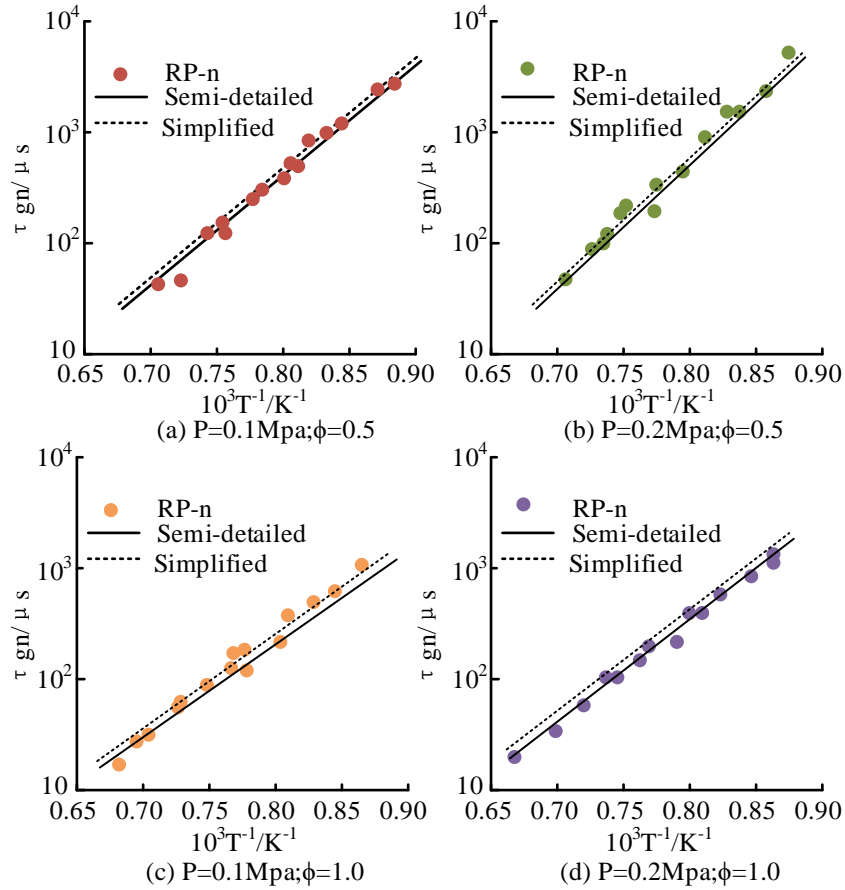 10⁴
10³
10²
10
τ gn/ μ s
RP-n
Semi-detailed
Simplified
0.65 0.70 0.75 0.80 0.85 0.90
10³T⁻¹/K⁻¹
(a) P=0.1Mpa;ϕ=0.5
10⁴
10³
10²
10
τ gn/ μ s
RP-n
Semi-detailed
Simplified
0.65 0.70 0.75 0.80 0.85 0.90
10³T⁻¹/K⁻¹
(b) P=0.2Mpa;ϕ=0.5
10⁴
10³
10²
10
τ gn/ μ s
RP-n
Semi-detailed
Simplified
0.65 0.70 0.75 0.80 0.85 0.90
10³T⁻¹/K⁻¹
(c) P=0.1Mpa;ϕ=1.0
10⁴
10³
10²
10
τ gn/ μ s
RP-n
Semi-detailed
Simplified
0.65 0.70 0.75 0.80 0.85 0.90
10³T⁻¹/K⁻¹
(d) P=0.2Mpa;ϕ=1.0